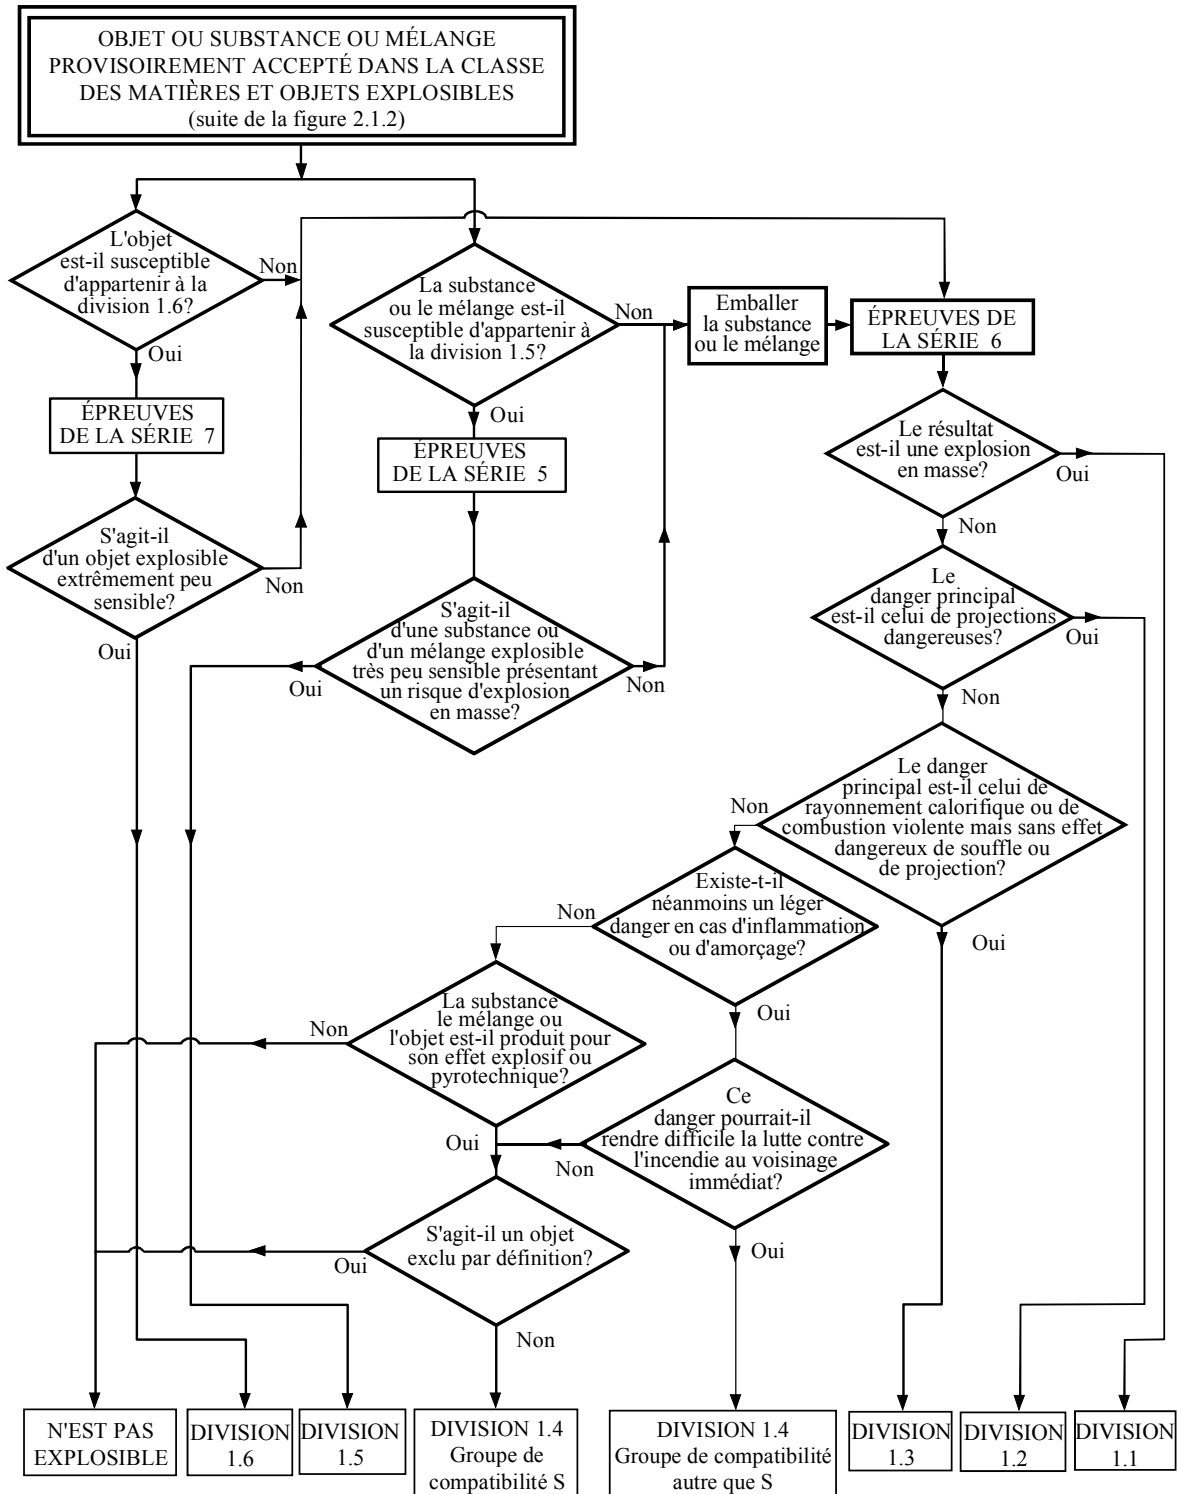 OBJET OU SUBSTANCE OU MÉLANGE
PROVISOIREMENT ACCEPTÉ DANS LA CLASSE
DES MATIÈRES ET OBJETS EXPLOSIBLES
(suite de la figure 2.1.2)
L'objet
est-il susceptible
d'appartenir à la
division 1.6?
Non
Oui
La substance
ou le mélange est-il
susceptible d'appartenir à
la division 1.5?
Non
Oui
Emballer
la substance
ou le mélange
ÉPREUVES DE
LA SÉRIE 6
ÉPREUVES
DE LA SÉRIE 7
ÉPREUVES
DE LA SÉRIE 5
Le résultat
est-il une explosion
en masse?
Oui
Non
S'agit-il
d'un objet explosible
extrêmement peu
sensible?
Non
Oui
S'agit-il
d'une substance ou
d'un mélange explosible
très peu sensible présentant
un risque d'explosion
en masse?
Oui
Non
Le
danger principal
est-il celui de projections
dangereuses?
Oui
Non
Le danger
principal est-il celui de
rayonnement calorifique ou de
combustion violente mais sans effet
dangereux de souffle ou
de projection?
Non
Oui
Existe-t-il
néanmoins un léger
danger en cas d'inflammation
ou d'amorçage?
Non
Oui
La substance
le mélange ou
l'objet est-il produit pour
son effet explosif ou
pyrotechnique?
Non
Oui
Ce
danger pourrait-il
rendre difficile la lutte contre
l'incendie au voisinage
immédiat?
Non
Oui
S'agit-il un objet
exclu par définition?
Oui
Non
N'EST PAS
EXPLOSIBLE
DIVISION
1.6
DIVISION
1.5
DIVISION 1.4
Groupe de
compatibilité S
DIVISION 1.4
Groupe de compatibilité
autre que S
DIVISION
1.3
DIVISION
1.2
DIVISION
1.1